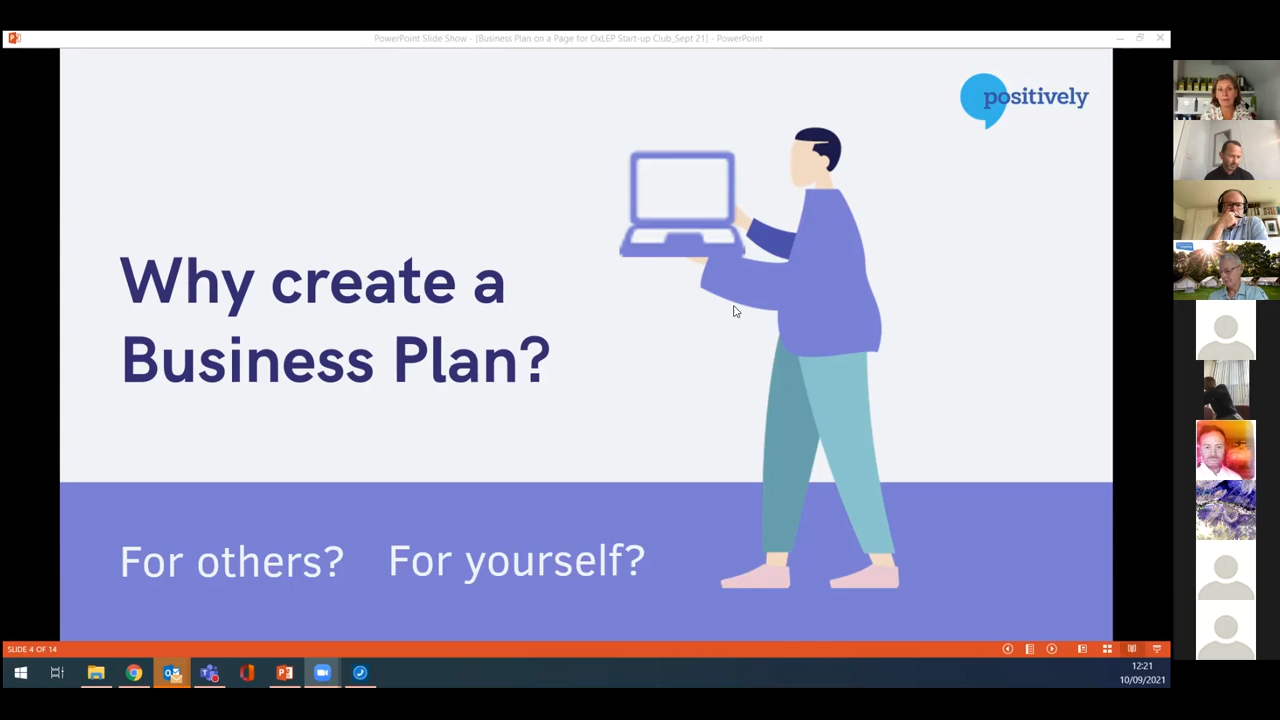 PowerPoint Slide Show - [Business Plan on a Page for OxLEP Start-up Club_Sept 21] - PowerPoint
positively
Why create a
Business Plan?
For others? For yourself?
SLIDE 4 OF 14
12:21
10/09/2021